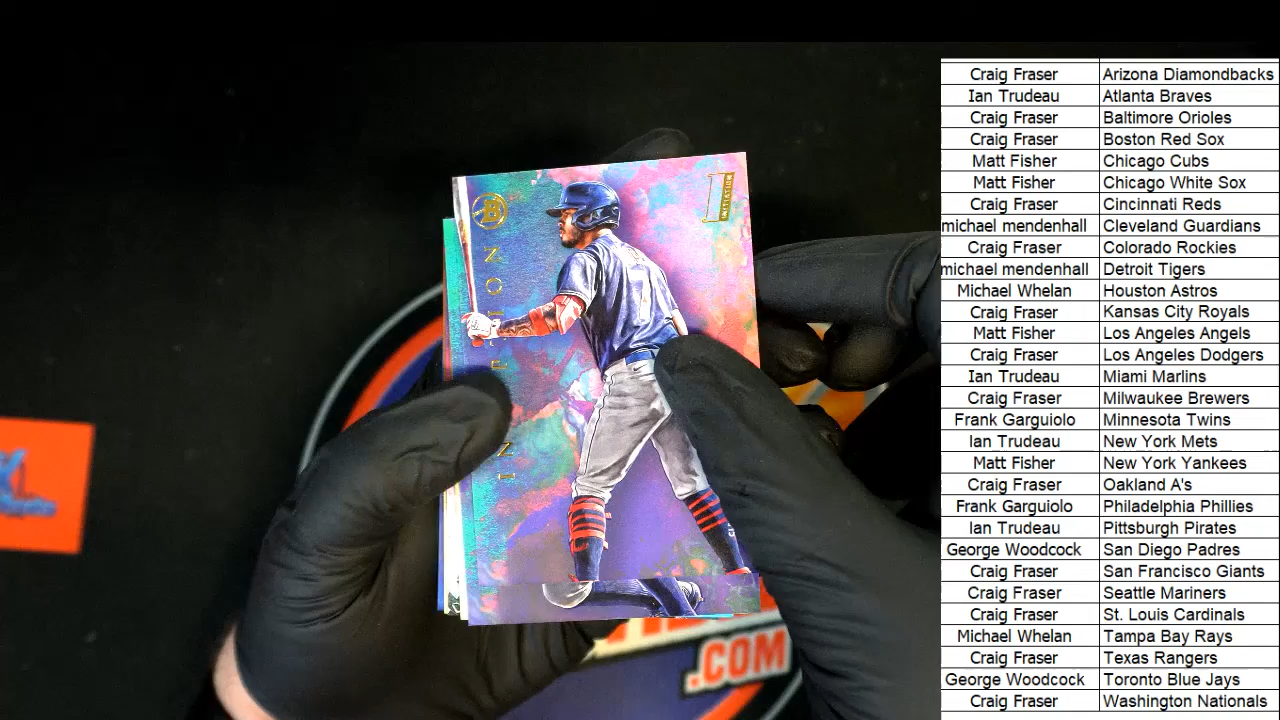 Craig Fraser Arizona Diamondbacks
Ian Trudeau Atlanta Braves
Craig Fraser Baltimore Orioles
Craig Fraser Boston Red Sox
Matt Fisher Chicago Cubs
Matt Fisher Chicago White Sox
Craig Fraser Cincinnati Reds
michael mendenhall Cleveland Guardians
Craig Fraser Colorado Rockies
michael mendenhall Detroit Tigers
Michael Whelan Houston Astros
Craig Fraser Kansas City Royals
Matt Fisher Los Angeles Angels
Craig Fraser Los Angeles Dodgers
Ian Trudeau Miami Marlins
Craig Fraser Milwaukee Brewers
Frank Garguiolo Minnesota Twins
Ian Trudeau New York Mets
Matt Fisher New York Yankees
Craig Fraser Oakland A's
Frank Garguiolo Philadelphia Phillies
Ian Trudeau Pittsburgh Pirates
George Woodcock San Diego Padres
Craig Fraser San Francisco Giants
Craig Fraser Seattle Mariners
Craig Fraser St. Louis Cardinals
Michael Whelan Tampa Bay Rays
Craig Fraser Texas Rangers
George Woodcock Toronto Blue Jays
Craig Fraser Washington Nationals
INITIATION
B
.COM